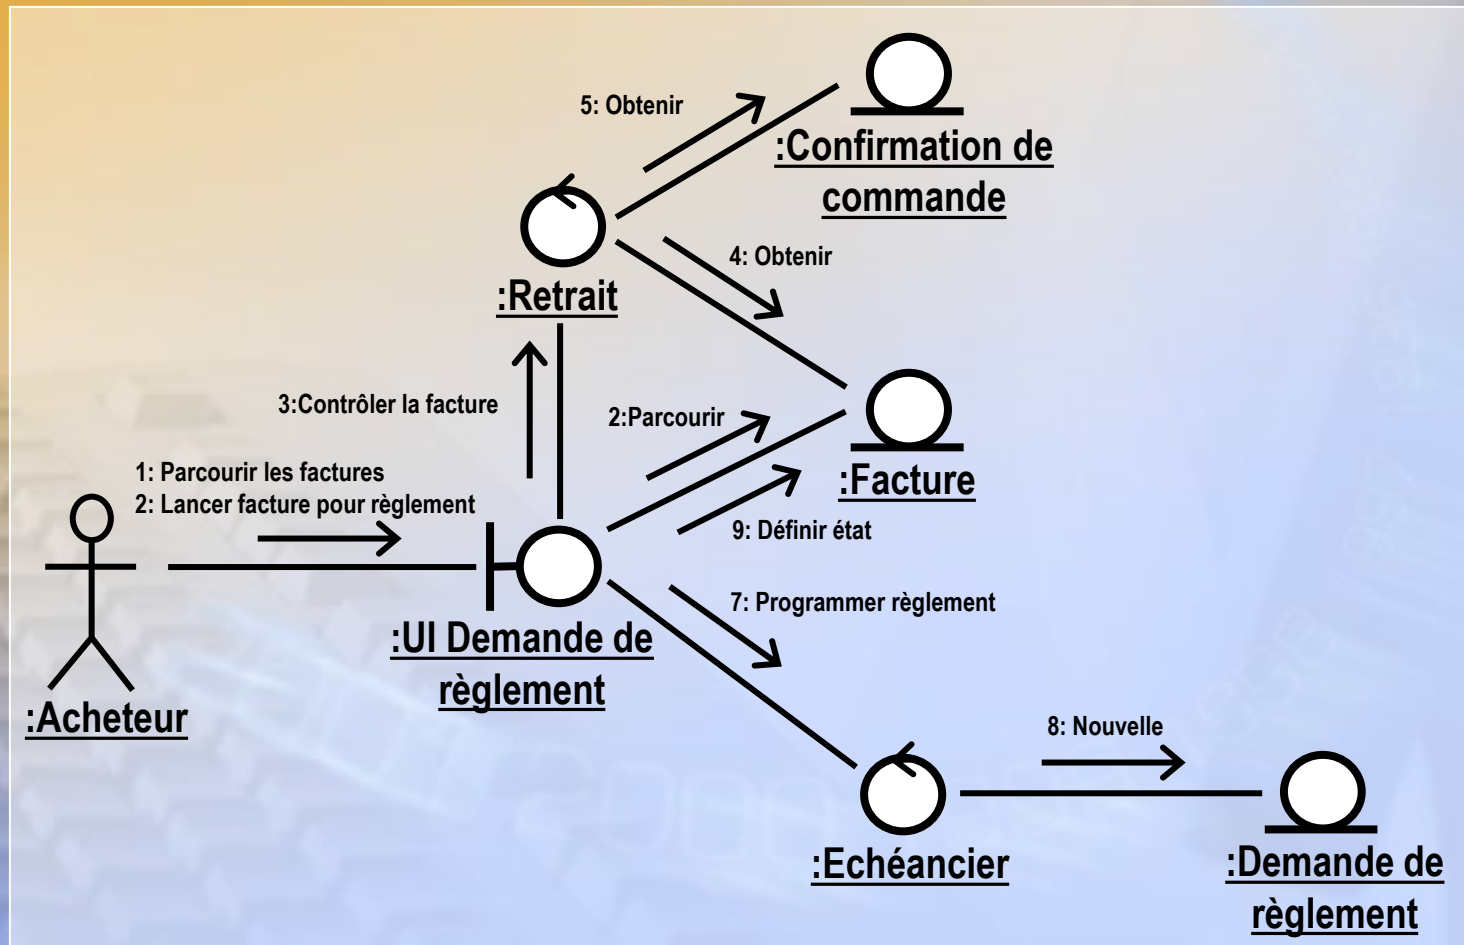 5: Obtenir
:Confirmation de
commande
4: Obtenir
:Retrait
3:Contrôler la facture
2:Parcourir
1: Parcourir les factures
2: Lancer facture pour règlement
:Facture
9: Définir état
7: Programmer règlement
:UI Demande de
règlement
:Acheteur
8: Nouvelle
:Echéancier
:Demande de
règlement